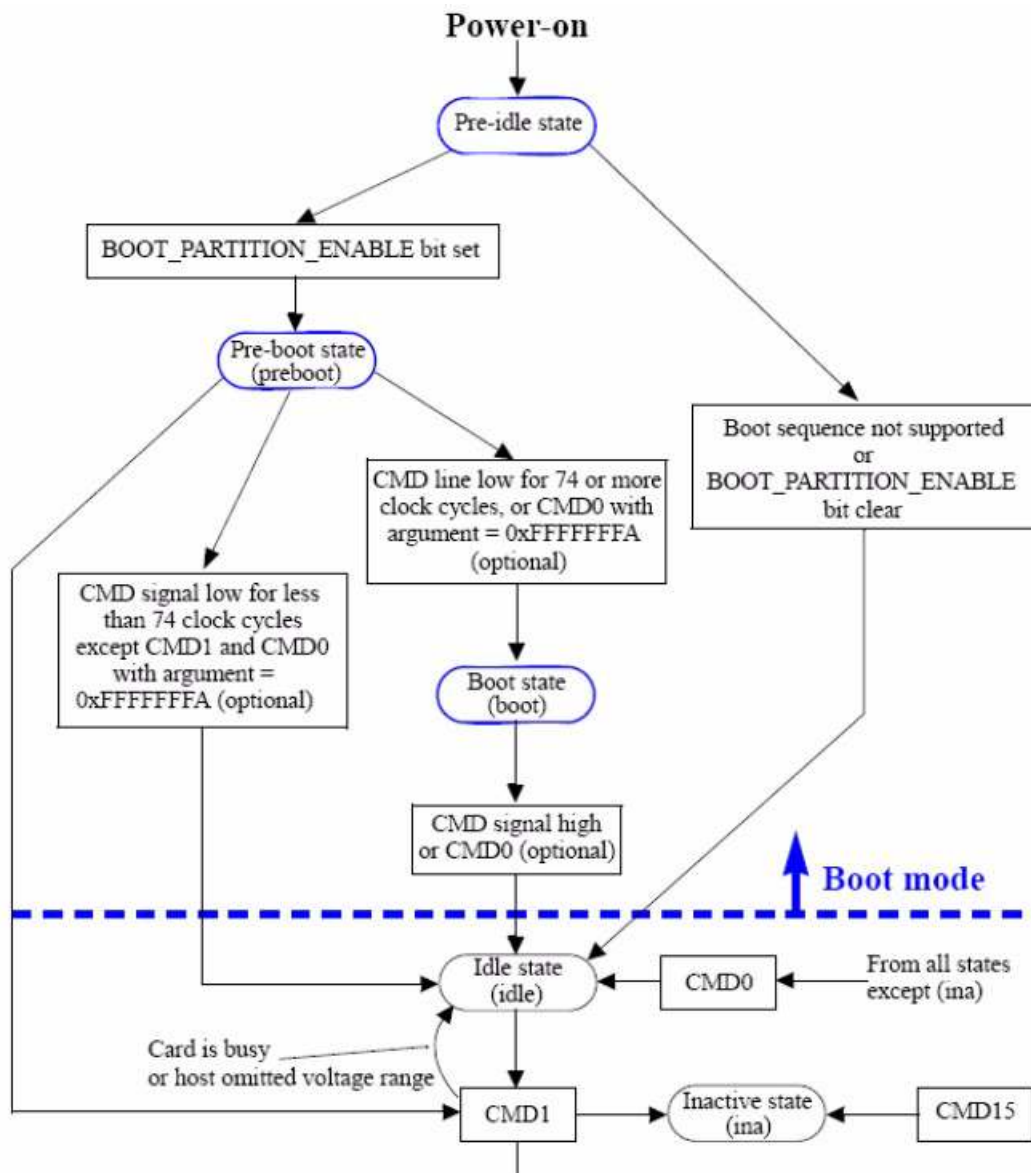 Power-on
Pre-idle state
BOOT_PARTITION_ENABLE bit set
Pre-boot state
(preboot)
Boot sequence not supported
or
BOOT_PARTITION_ENABLE
bit clear
CMD line low for 74 or more
clock cycles, or CMD0 with
argument = 0xFFFFFFFA
(optional)
CMD signal low for less
than 74 clock cycles
except CMD1 and CMD0
with argument =
0xFFFFFFFA (optional)
Boot state
(boot)
CMD signal high
or CMD0 (optional)
Boot mode
Idle state
(idle)
CMD0
From all states
except (ina)
Card is busy
or host omitted voltage range
CMD1
Inactive state
(ina)
CMD15